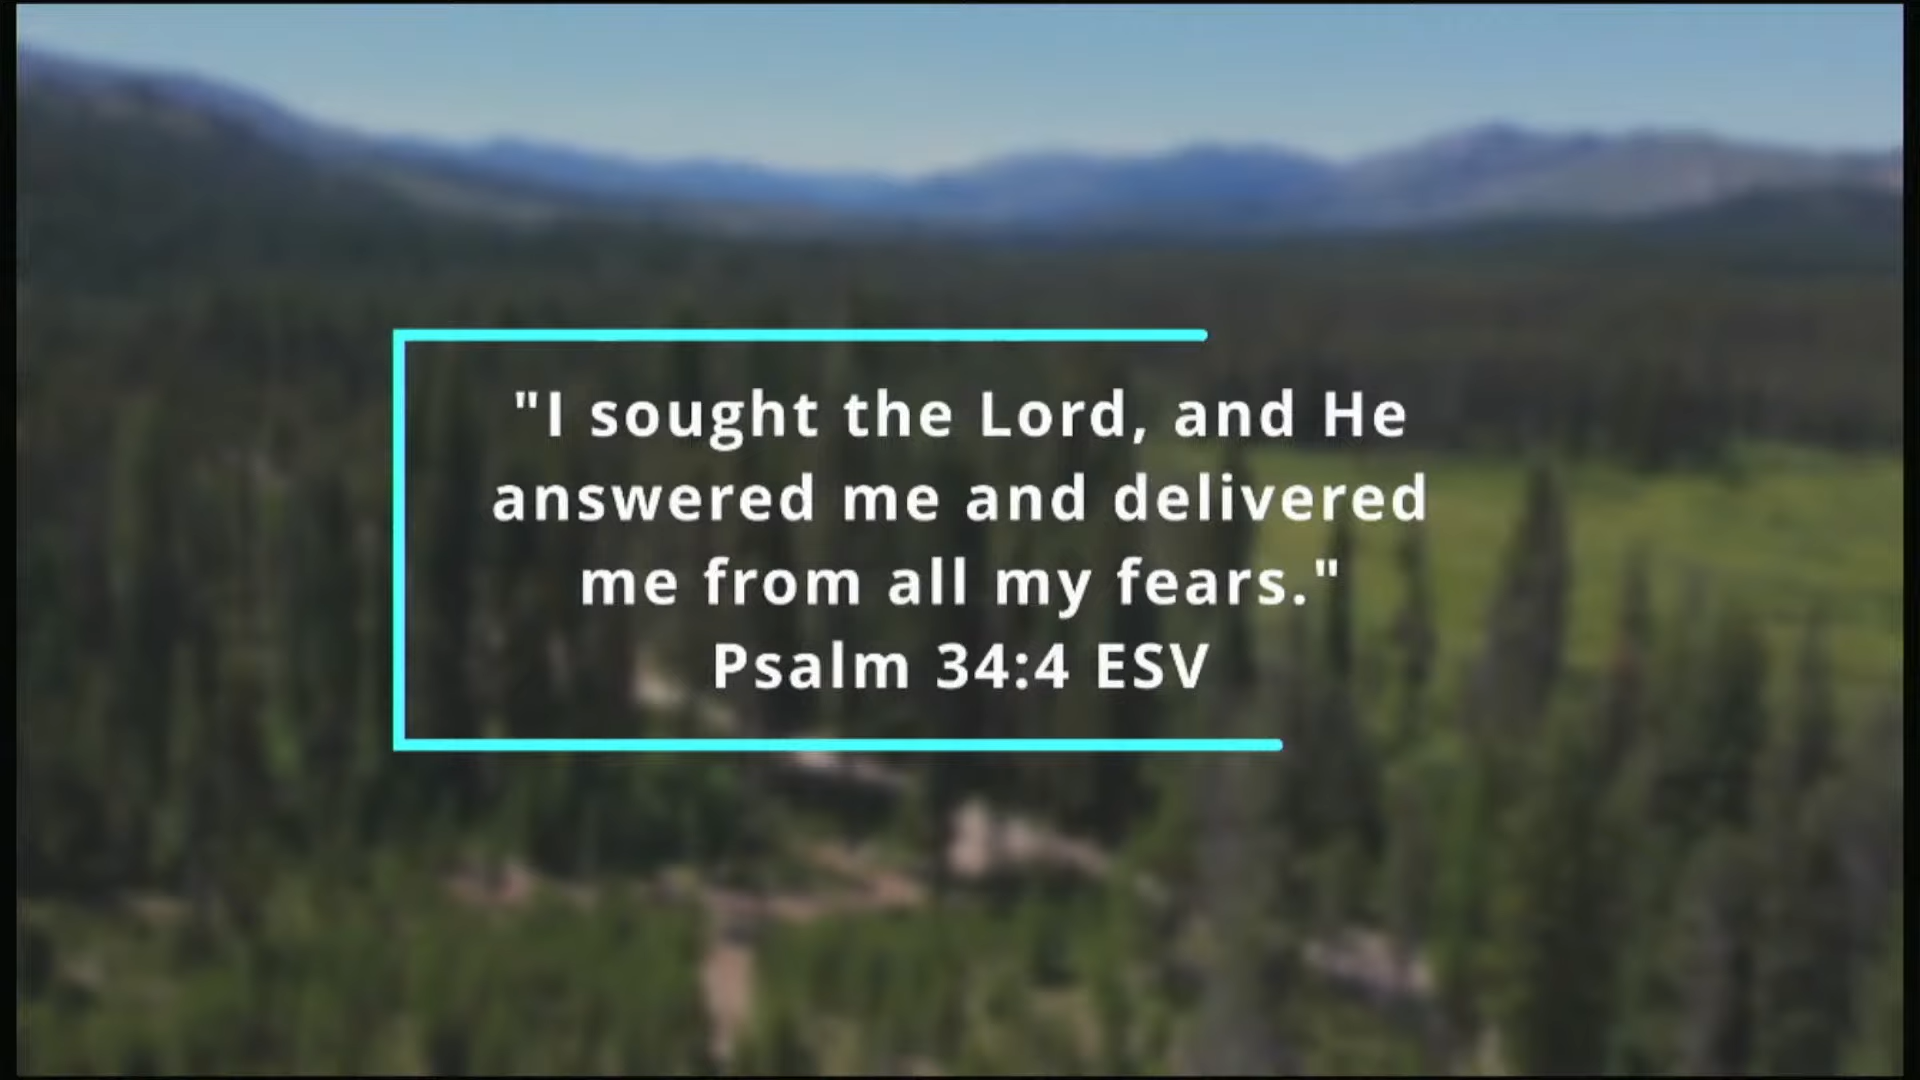 "I sought the Lord, and He
answered me and delivered
me from all my fears."
Psalm 34:4 ESV